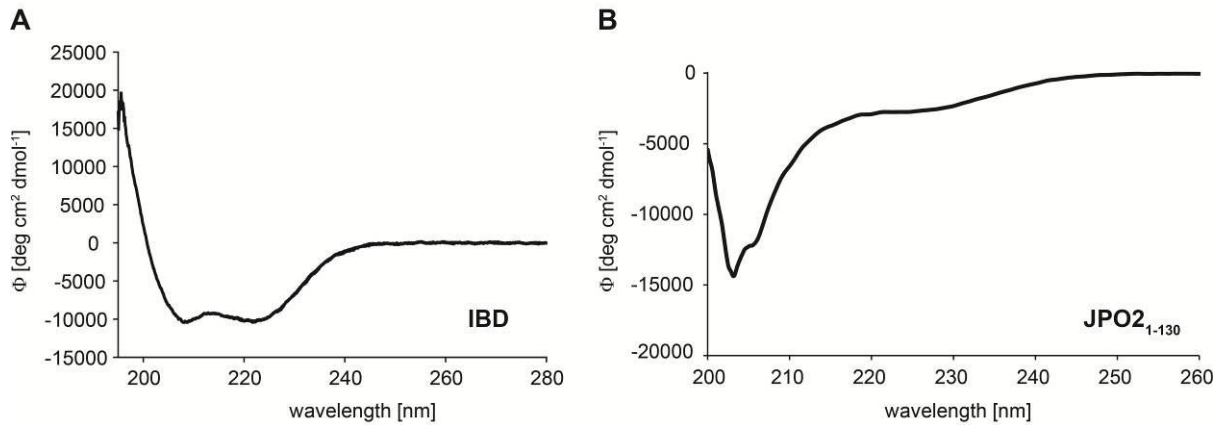 A
25000
20000
15000
10000
5000
0
-5000
-10000
-15000
Φ [deg cm² dmol⁻¹]
IBD
200 220 240 260 280
wavelength [nm]
B
0
-5000
-10000
-15000
-20000
Φ [deg cm² dmol⁻¹]
JPO2₁₋₁₃₀
200 210 220 230 240 250 260
wavelength [nm]